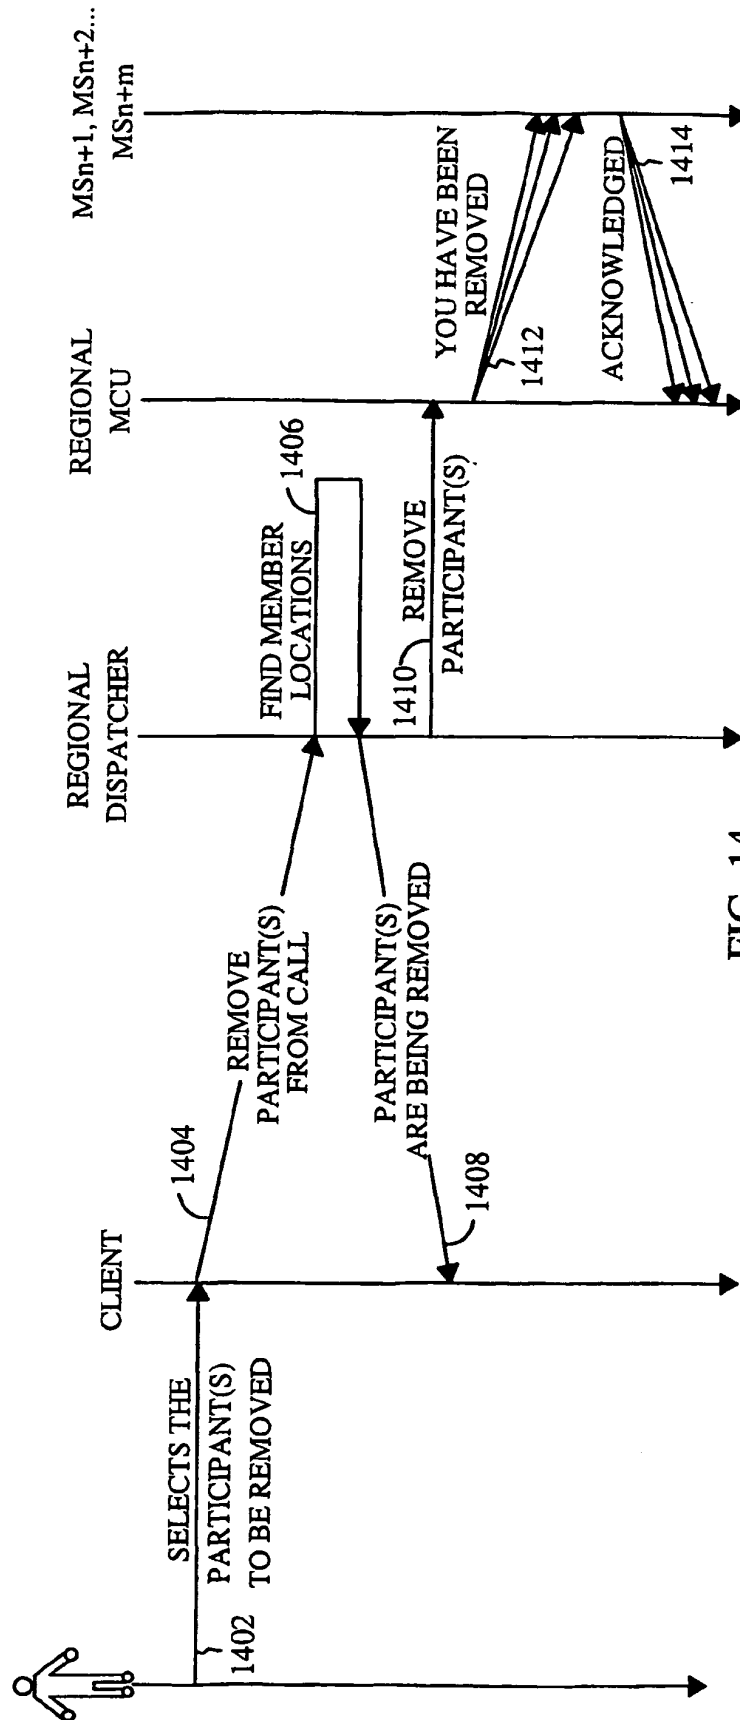 CLIENT
REGIONAL
DISPATCHER
REGIONAL
MCU
MSn+1, MSn+2...
MSn+m
SELECTS THE
PARTICIPANT(S)
TO BE REMOVED
1402
1404
REMOVE
PARTICIPANT(S)
FROM CALL
FIND MEMBER
LOCATIONS
1406
PARTICIPANT(S)
ARE BEING REMOVED
1408
1410
REMOVE
PARTICIPANT(S)
YOU HAVE BEEN
REMOVED
1412
ACKNOWLEDGED
1414
FIG. 14